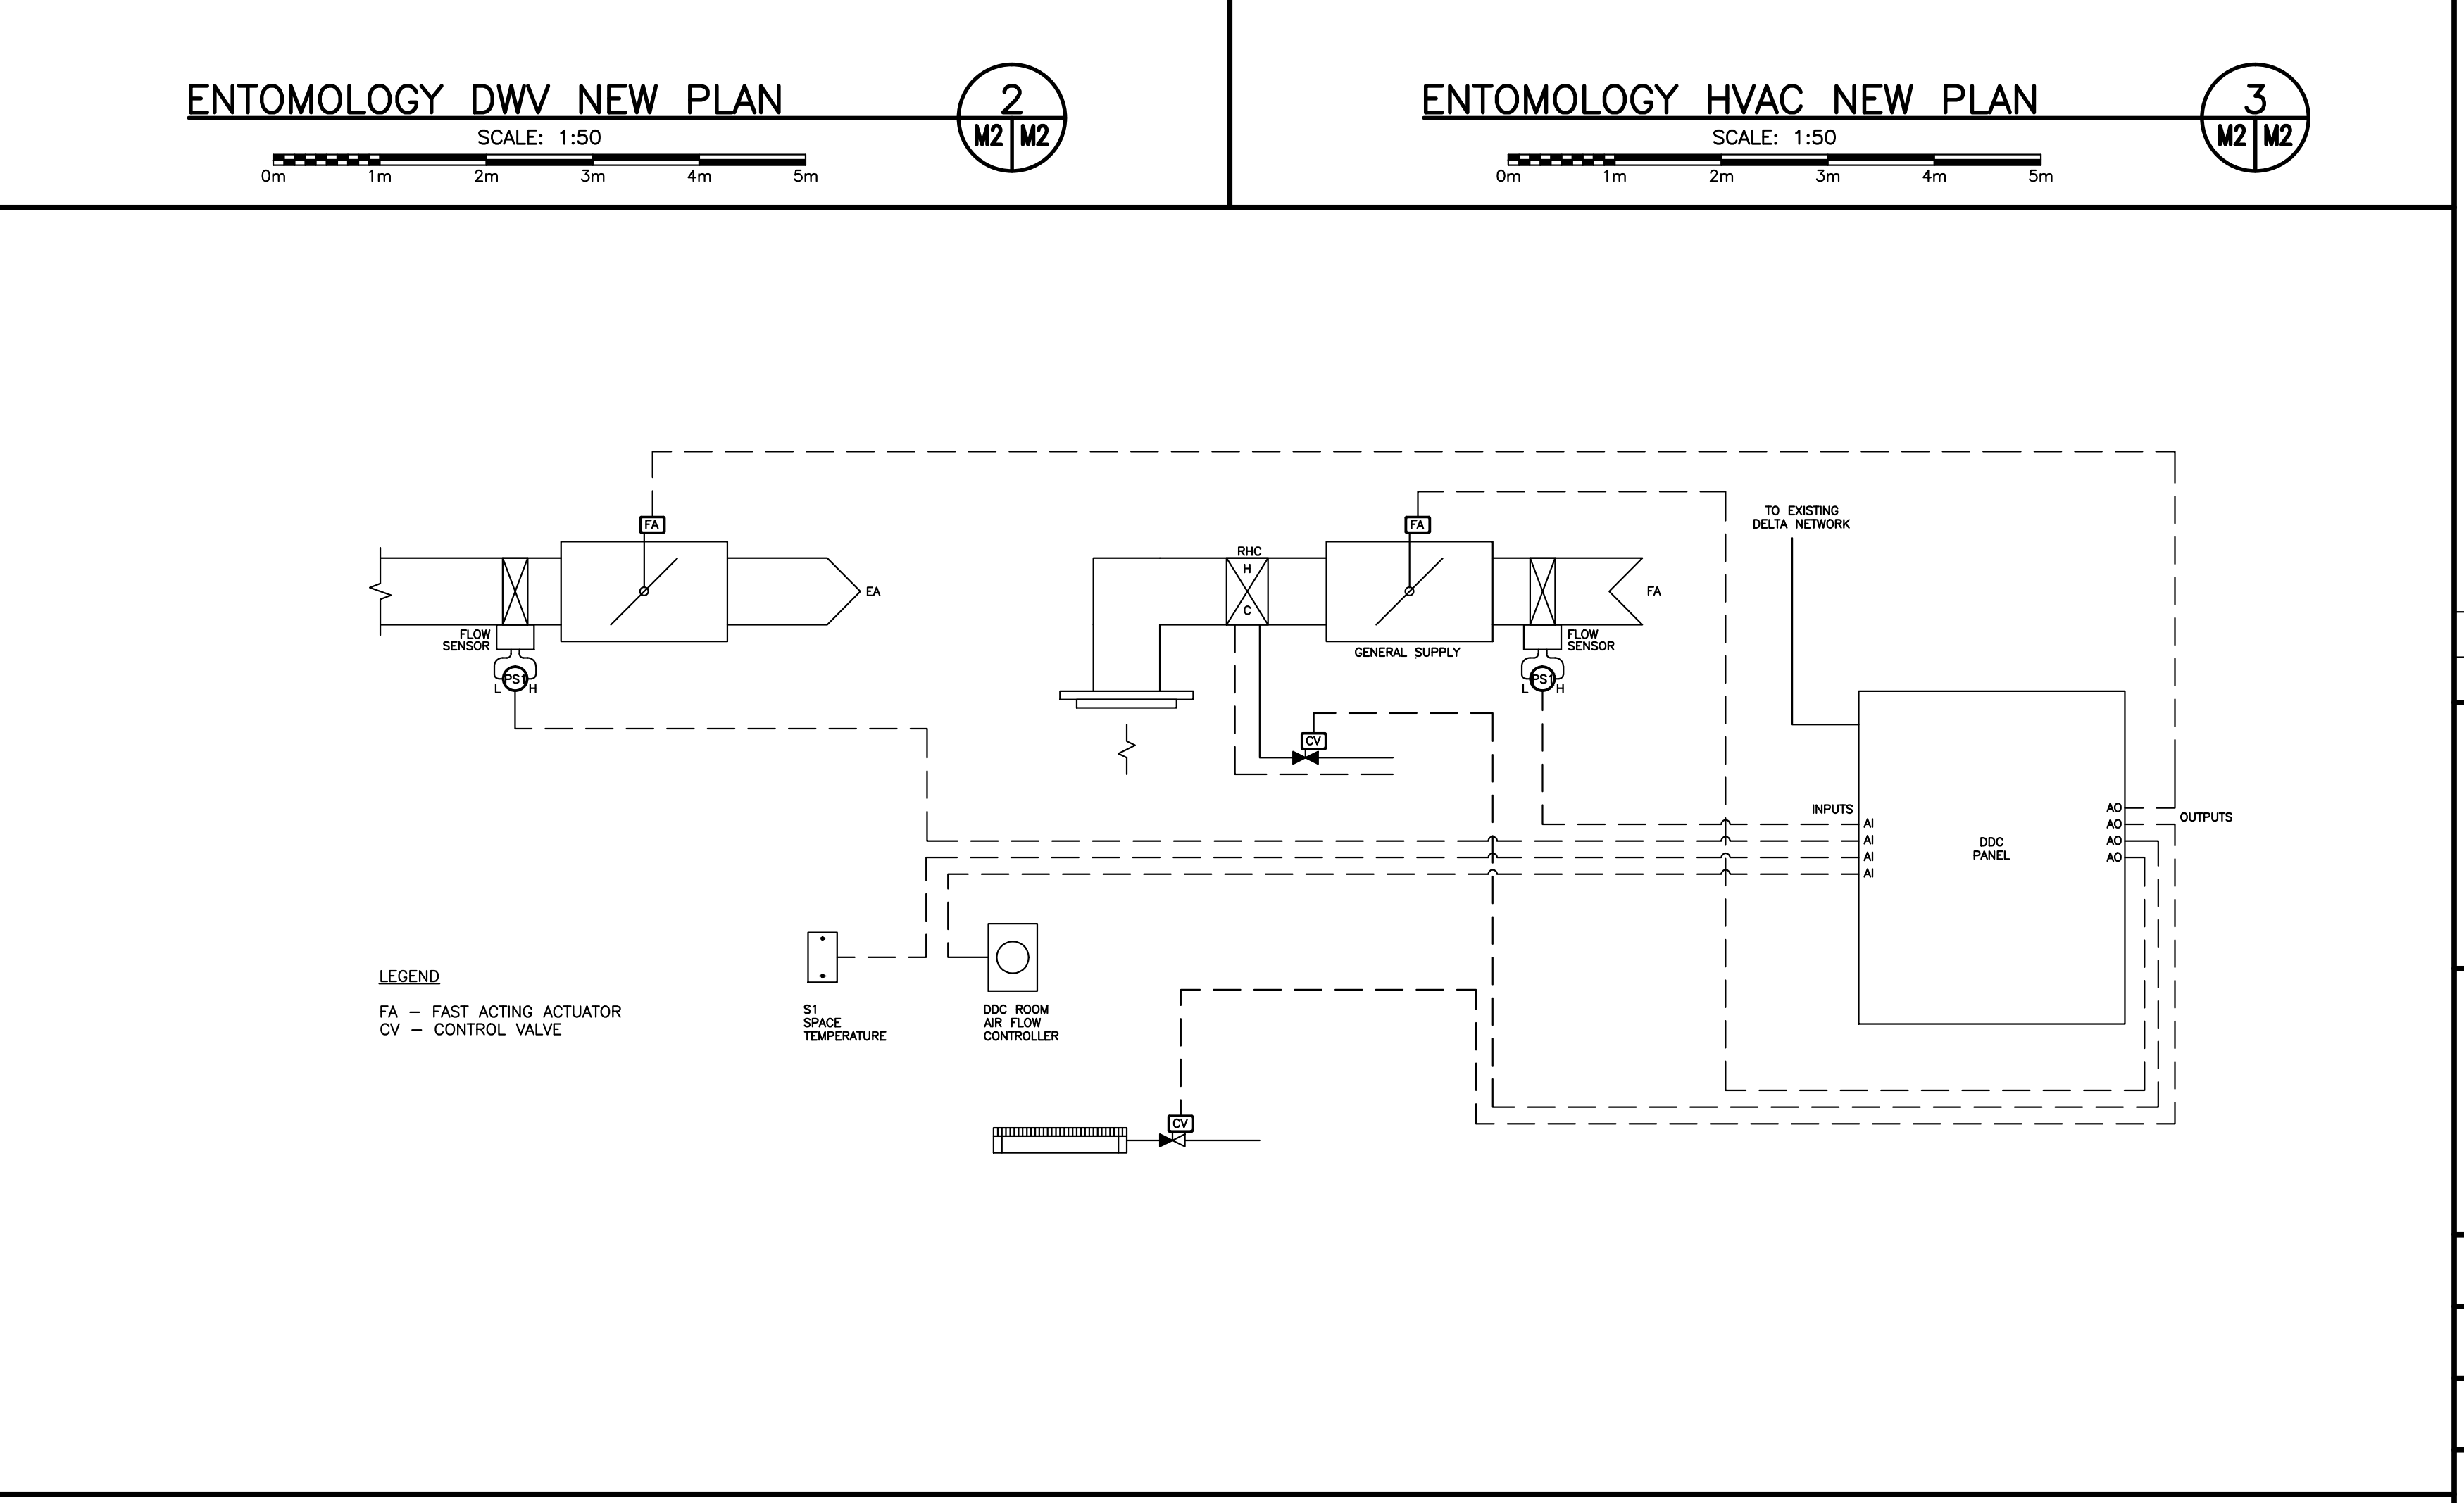 ENTOMOLOGY DWV NEW PLAN
SCALE: 1:50
0m 1m 2m 3m 4m 5m
2
M2 M2
ENTOMOLOGY HVAC NEW PLAN
SCALE: 1:50
0m 1m 2m 3m 4m 5m
3
M2 M2
FA
EA
FLOW
SENSOR
PS1
L H
RHC
H
C
FA
GENERAL SUPPLY
FA
FLOW
SENSOR
PS1
L H
CV
TO EXISTING
DELTA NETWORK
INPUTS
AI
AI
AI
AI
DDC
PANEL
AO
AO
AO
AO
OUTPUTS
LEGEND
FA – FAST ACTING ACTUATOR
CV – CONTROL VALVE
S1
SPACE
TEMPERATURE
DDC ROOM
AIR FLOW
CONTROLLER
CV